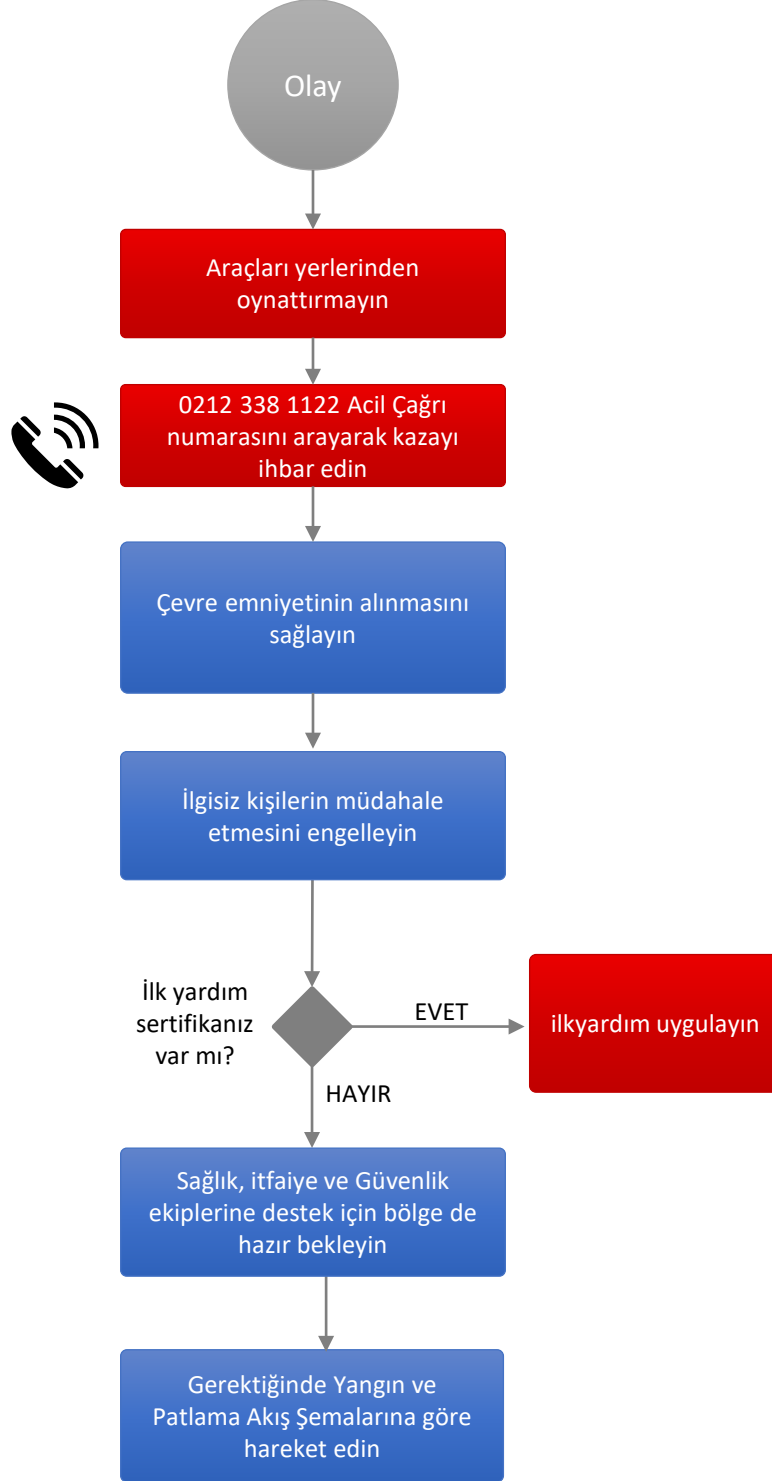 Olay
Araçları yerlerinden
oynattırmayın
0212 338 1122 Acil Çağrı
numarasını arayarak kazayı
ihbar edin
Çevre emniyetinin alınmasını
sağlayın
İlgisiz kişilerin müdahale
etmesini engelleyin
İlk yardım
sertifikanız
var mı?
EVET
ilkyardım uygulayın
HAYIR
Sağlık, itfaiye ve Güvenlik
ekiplerine destek için bölge de
hazır bekleyin
Gerektiğinde Yangın ve
Patlama Akış Şemalarına göre
hareket edin